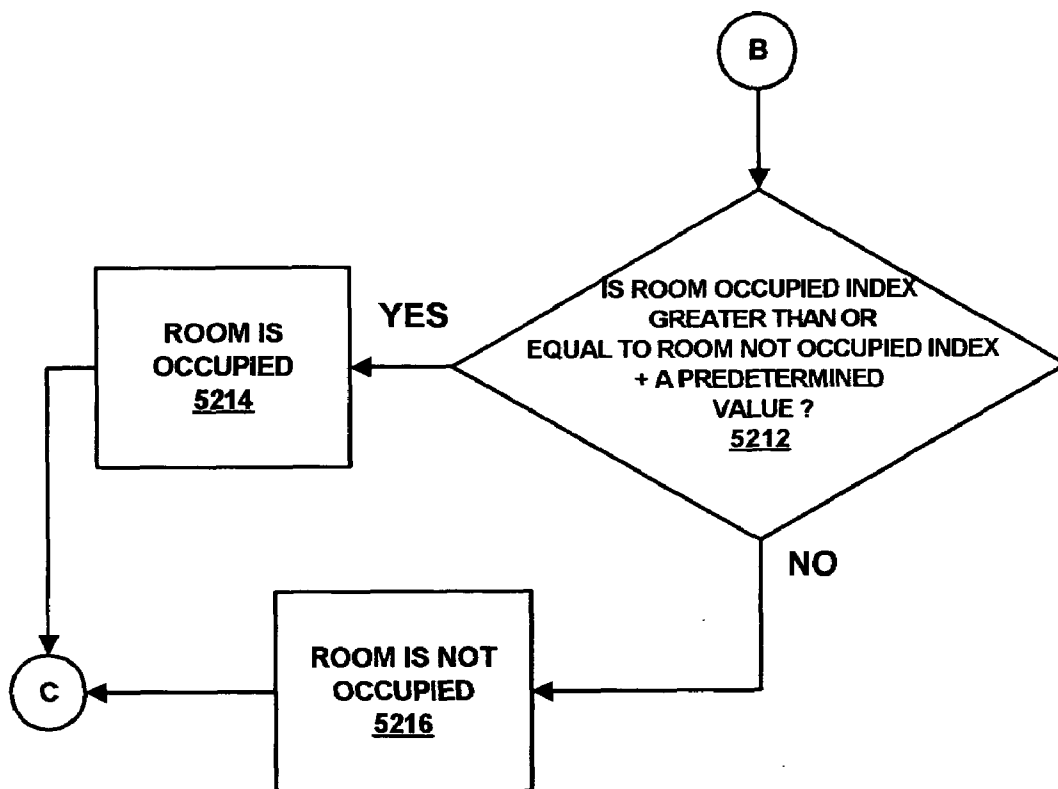 B
IS ROOM OCCUPIED INDEX
GREATER THAN OR
EQUAL TO ROOM NOT OCCUPIED INDEX
+ A PREDETERMINED
VALUE ?
5212
YES
ROOM IS
OCCUPIED
5214
NO
ROOM IS NOT
OCCUPIED
5216
C